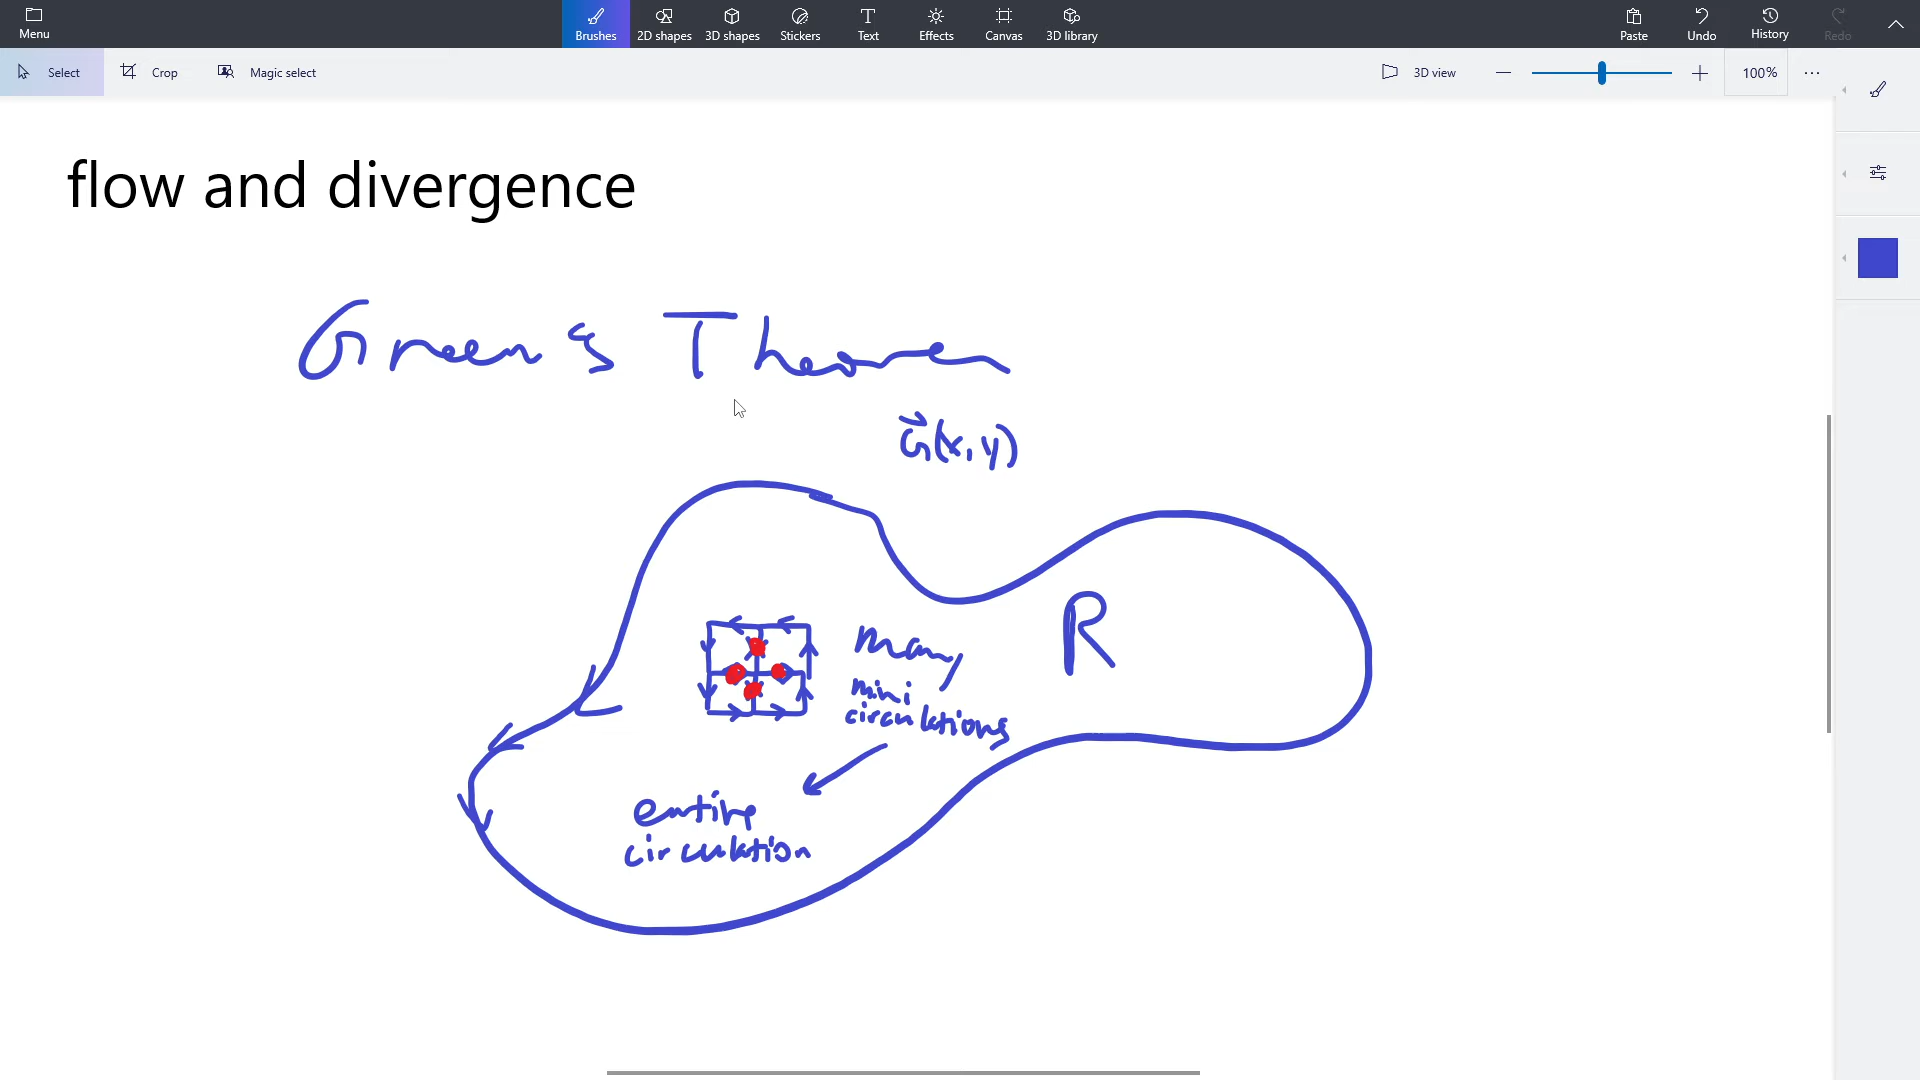 Menu
Brushes
2D shapes
3D shapes
Stickers
Text
Effects
Canvas
3D library
Paste
Undo
History
Redo
Select
Crop
Magic select
3D view
100%
flow and divergence
Green's Theorem
G⃗(x, y)
R
many
mini
circulations
entire
circulation